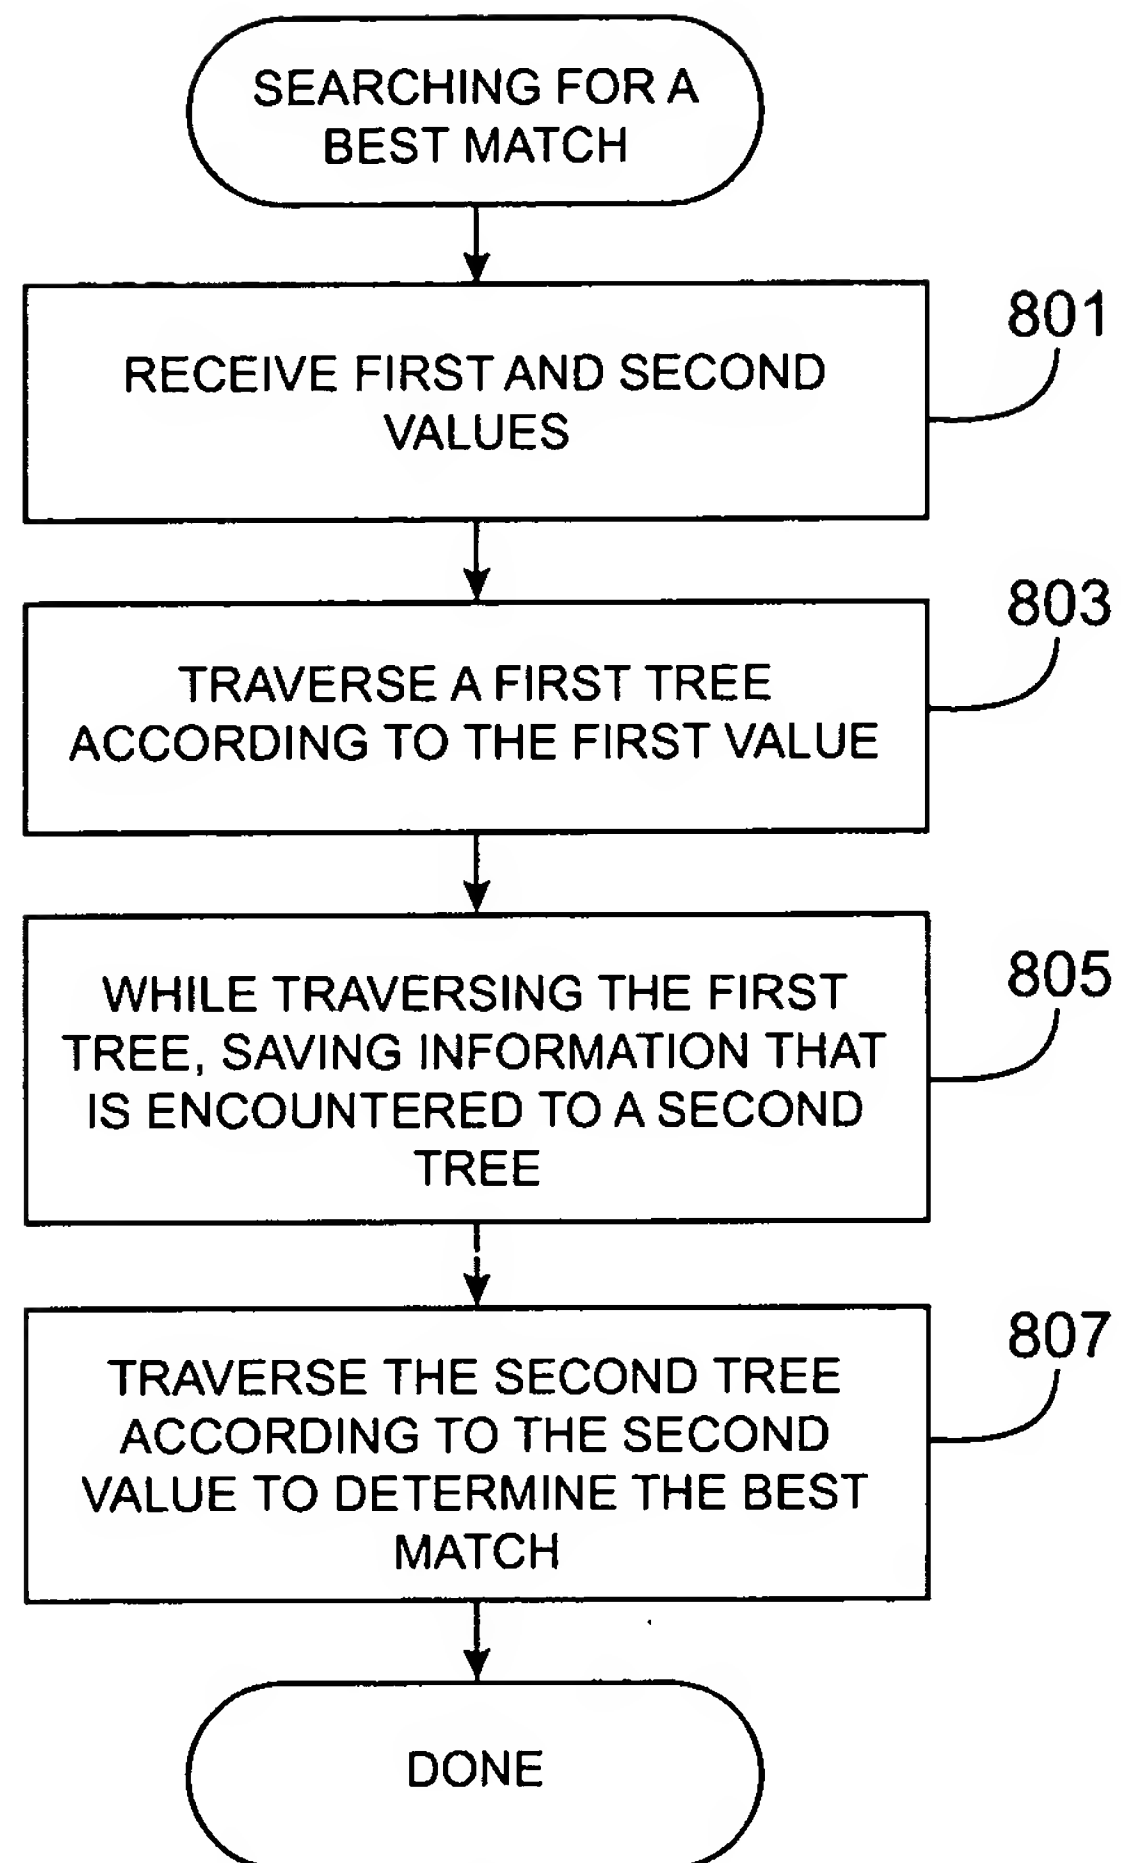 SEARCHING FOR A
BEST MATCH
801
RECEIVE FIRST AND SECOND
VALUES
803
TRAVERSE A FIRST TREE
ACCORDING TO THE FIRST VALUE
805
WHILE TRAVERSING THE FIRST
TREE, SAVING INFORMATION THAT
IS ENCOUNTERED TO A SECOND
TREE
807
TRAVERSE THE SECOND TREE
ACCORDING TO THE SECOND
VALUE TO DETERMINE THE BEST
MATCH
DONE